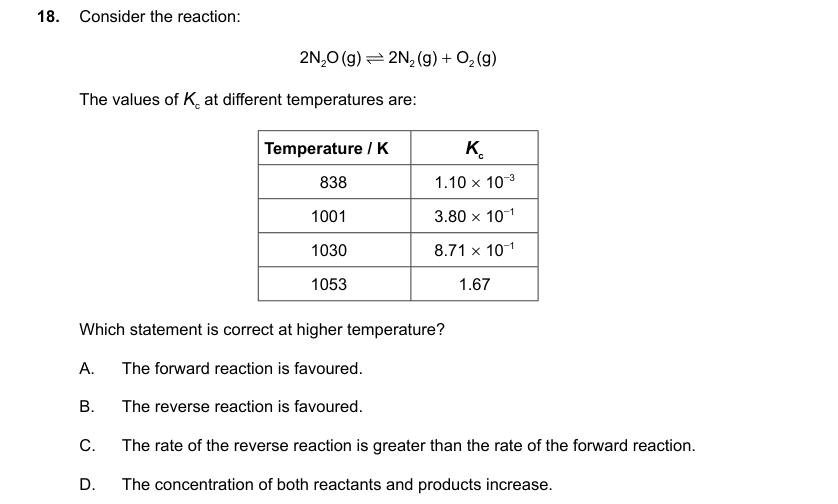 18. Consider the reaction:
2N₂O (g) ⇌ 2N₂ (g) + O₂ (g)
The values of K꜀ at different temperatures are:
Temperature / K K꜀
838 1.10 × 10⁻³
1001 3.80 × 10⁻¹
1030 8.71 × 10⁻¹
1053 1.67
Which statement is correct at higher temperature?
A. The forward reaction is favoured.
B. The reverse reaction is favoured.
C. The rate of the reverse reaction is greater than the rate of the forward reaction.
D. The concentration of both reactants and products increase.